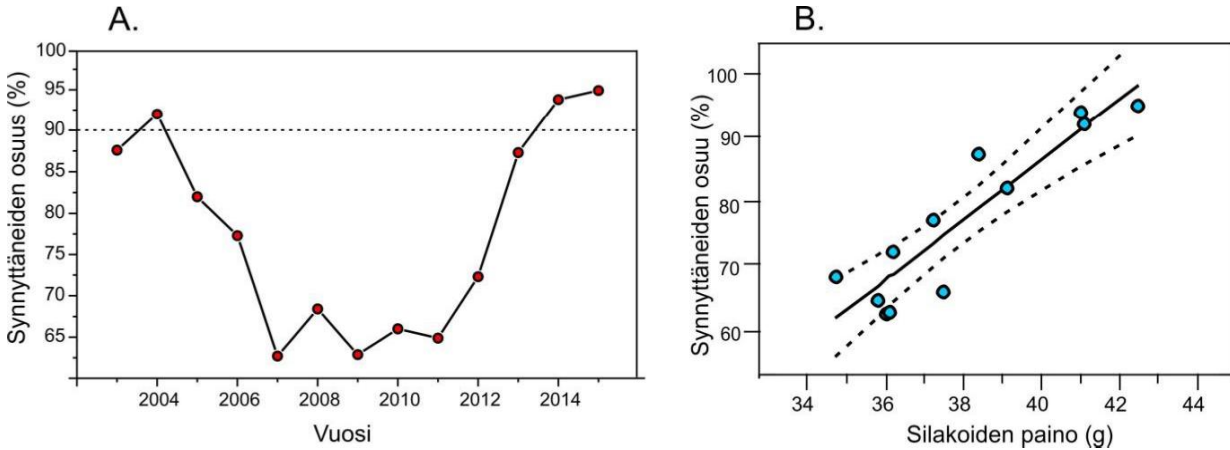 A.
Synnyttäneiden osuus (%)
100
95
90
85
80
75
70
65
2004 2006 2008 2010 2012 2014
Vuosi
B.
Synnyttäneiden osuu (%)
100
90
80
70
60
34 36 38 40 42 44
Silakoiden paino (g)